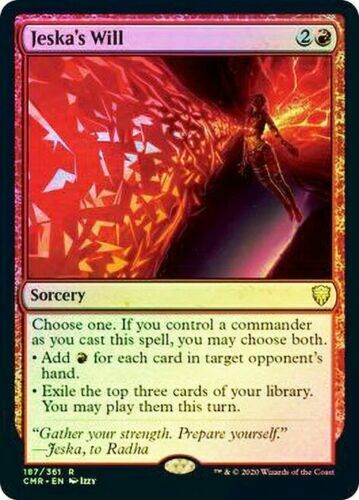 Jeska's Will 2
Sorcery
Choose one. If you control a commander
as you cast this spell, you may choose both.
• Add for each card in target opponent's
hand.
• Exile the top three cards of your library.
You may play them this turn.
"Gather your strength. Prepare yourself."
—Jeska, to Radha
187/361 R
CMR • EN Izzy ™ & © 2020 Wizards of the Coast